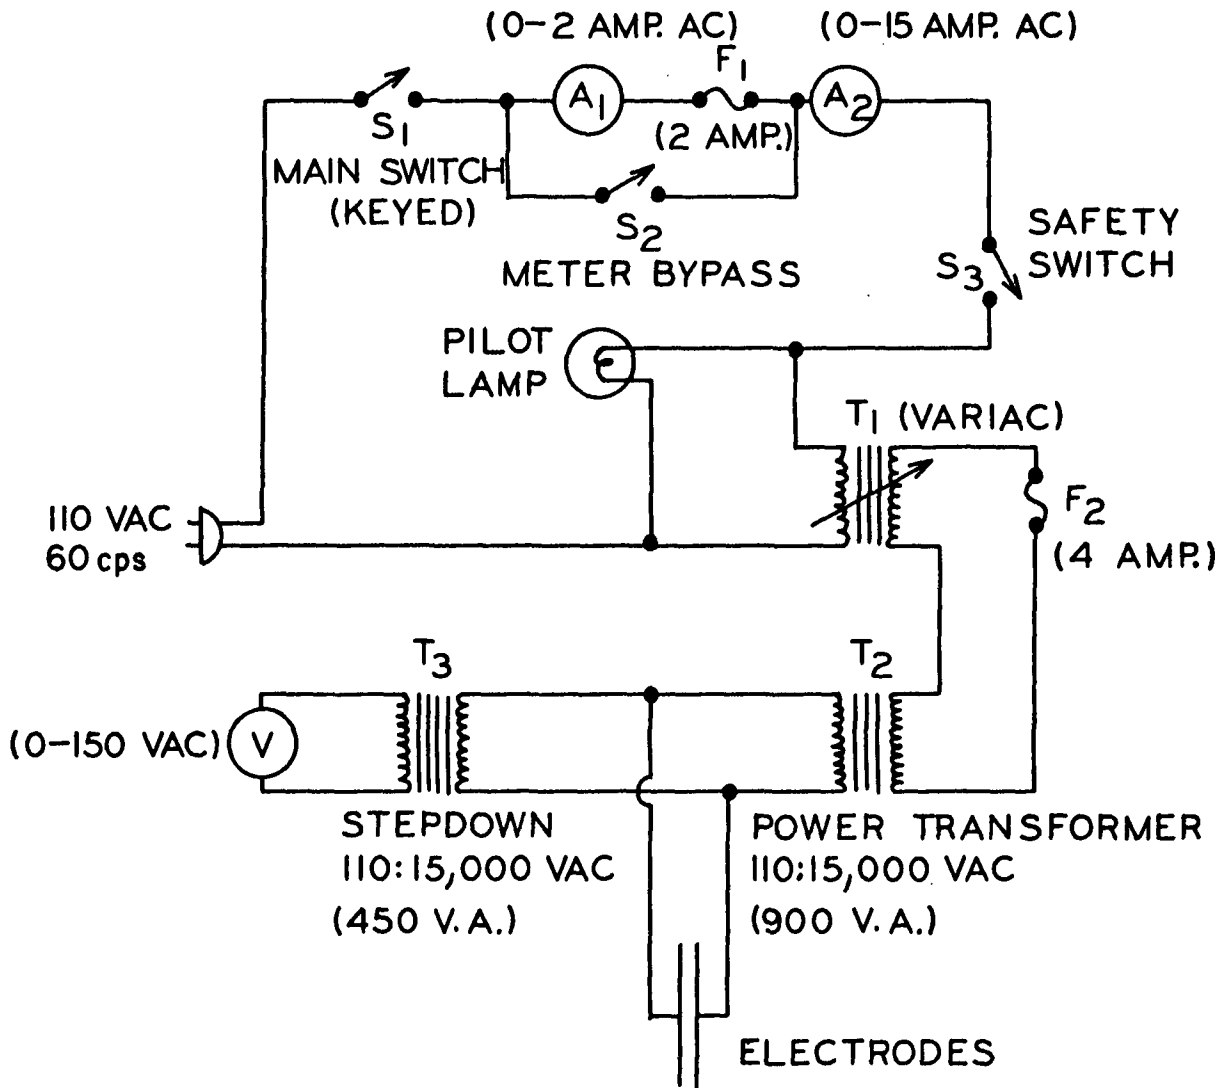 (0-2 AMP. AC)
(0-15 AMP. AC)
F1
A1
A2
(2 AMP.)
S1
MAIN SWITCH
(KEYED)
S2
METER BYPASS
SAFETY
SWITCH
S3
PILOT
LAMP
T1 (VARIAC)
110 VAC
60 cps
F2
(4 AMP.)
T3
T2
(0-150 VAC)
V
STEPDOWN
110:15,000 VAC
(450 V.A.)
POWER TRANSFORMER
110:15,000 VAC
(900 V.A.)
ELECTRODES